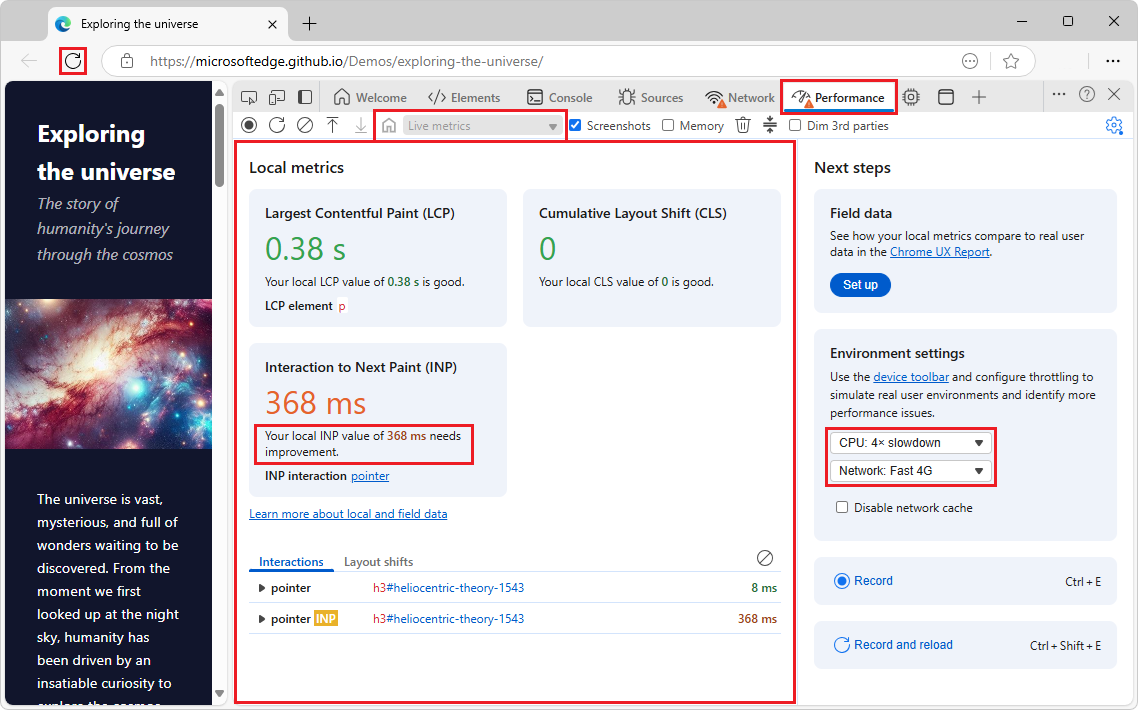 Exploring the universe
https://microsoftedge.github.io/Demos/exploring-the-universe/
Exploring
the universe
The story of
humanity's journey
through the cosmos
The universe is vast,
mysterious, and full of
wonders waiting to be
discovered. From the
moment we first
looked up at the night
sky, humanity has
been driven by an
insatiable curiosity to
explore the cosmos.
Welcome
Elements
Console
Sources
Network
Performance
Live metrics
Screenshots
Memory
Dim 3rd parties
Local metrics
Largest Contentful Paint (LCP)
0.38 s
Your local LCP value of 0.38 s is good.
LCP element p
Cumulative Layout Shift (CLS)
0
Your local CLS value of 0 is good.
Interaction to Next Paint (INP)
368 ms
Your local INP value of 368 ms needs
improvement.
INP interaction pointer
Learn more about local and field data
Interactions Layout shifts
pointer h3#heliocentric-theory-1543 8 ms
pointer INP h3#heliocentric-theory-1543 368 ms
Next steps
Field data
See how your local metrics compare to real user
data in the Chrome UX Report.
Set up
Environment settings
Use the device toolbar and configure throttling to
simulate real user environments and identify more
performance issues.
CPU: 4× slowdown
Network: Fast 4G
Disable network cache
Record Ctrl + E
Record and reload Ctrl + Shift + E